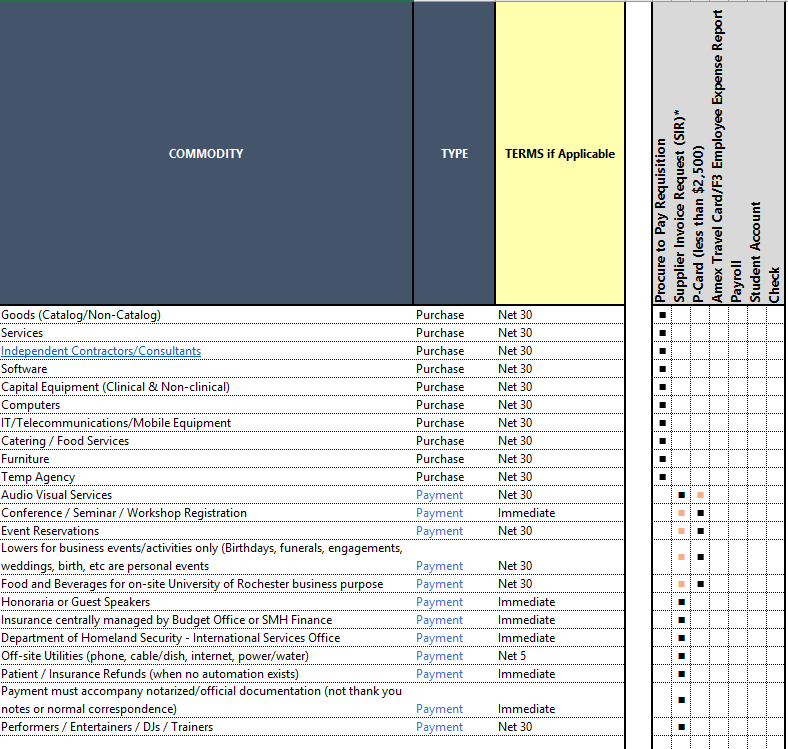 COMMODITY TYPE TERMS if Applicable
Procure to Pay Requisition
Supplier Invoice Request (SIR)*
P-Card (less than $2,500)
Amex Travel Card/F3 Employee Expense Report
Payroll
Student Account
Check
Goods (Catalog/Non-Catalog) Purchase Net 30 ■
Services Purchase Net 30 ■
Independent Contractors/Consultants Purchase Net 30 ■
Software Purchase Net 30 ■
Capital Equipment (Clinical & Non-clinical) Purchase Net 30 ■
Computers Purchase Net 30 ■
IT/Telecommunications/Mobile Equipment Purchase Net 30 ■
Catering / Food Services Purchase Net 30 ■
Furniture Purchase Net 30 ■
Temp Agency Purchase Net 30 ■
Audio Visual Services Payment Net 30 ■ ■
Conference / Seminar / Workshop Registration Payment Immediate ■ ■
Event Reservations Payment Net 30 ■ ■
Lowers for business events/activities only (Birthdays, funerals, engagements,
weddings, birth, etc are personal events Payment Net 30 ■ ■
Food and Beverages for on-site University of Rochester business purpose Payment Net 30 ■ ■
Honoraria or Guest Speakers Payment Immediate ■
Insurance centrally managed by Budget Office or SMH Finance Payment Immediate ■
Department of Homeland Security - International Services Office Payment Immediate ■
Off-site Utilities (phone, cable/dish, internet, power/water) Payment Net 5 ■
Patient / Insurance Refunds (when no automation exists) Payment Immediate ■
Payment must accompany notarized/official documentation (not thank you
notes or normal correspondence) Payment Immediate ■
Performers / Entertainers / DJs / Trainers Payment Net 30 ■